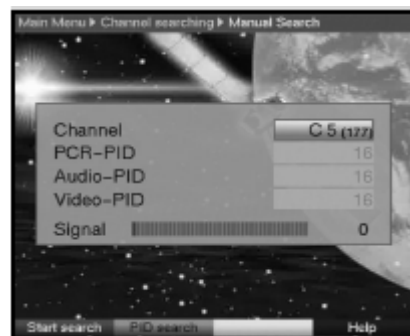 Main Menu ▶ Channel searching ▶ Manual Search
Channel C 5 (177)
PCR-PID 16
Audio-PID 16
Video-PID 16
Signal 0
Start search PID search Help